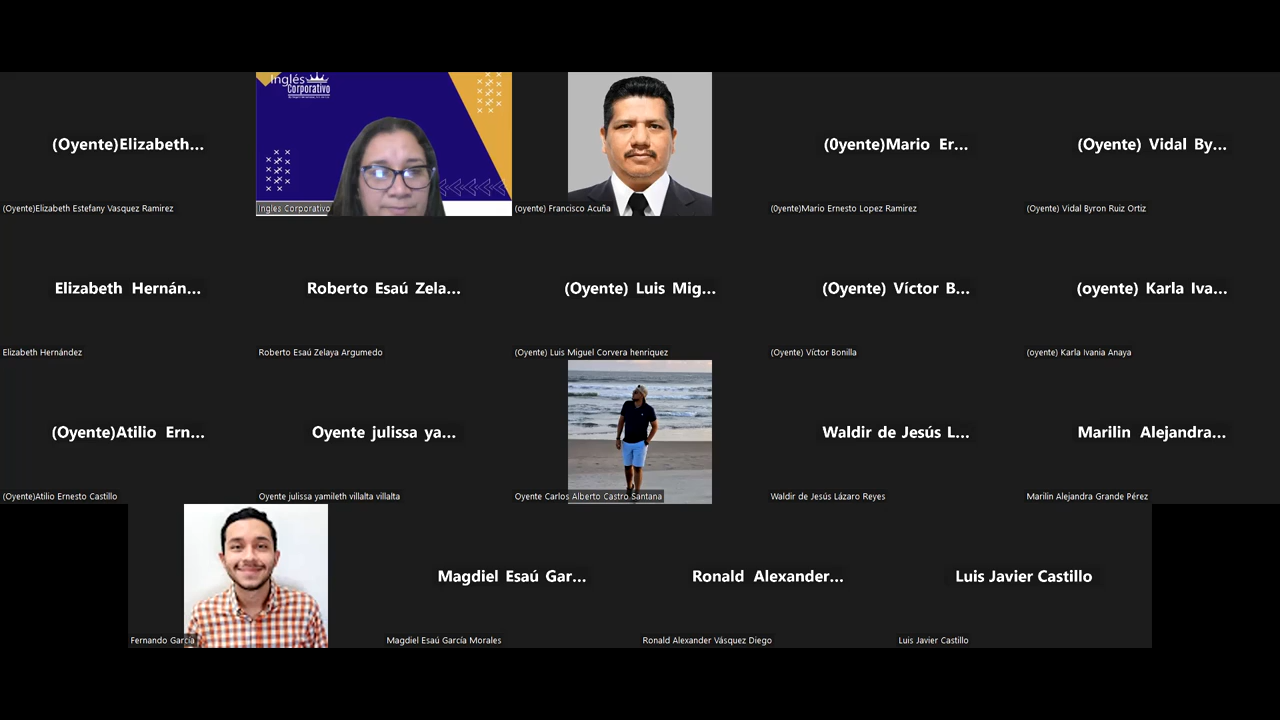 (Oyente)Elizabeth...
(Oyente)Elizabeth Estefany Vasquez Ramirez
Inglés
Corporativo
Ingles Corporativo
(oyente) Francisco Acuña
(0yente)Mario Er...
(0yente)Mario Ernesto Lopez Ramirez
(Oyente) Vidal By...
(Oyente) Vidal Byron Ruiz Ortiz
Elizabeth Hernán...
Elizabeth Hernández
Roberto Esaú Zela...
Roberto Esaú Zelaya Argumedo
(Oyente) Luis Mig...
(Oyente) Luis Miguel Corvera henriquez
(Oyente) Víctor B...
(Oyente) Víctor Bonilla
(oyente) Karla Iva...
(oyente) Karla Ivania Anaya
(Oyente)Atilio Ern...
(Oyente)Atilio Ernesto Castillo
Oyente julissa ya...
Oyente julissa yamileth villalta villalta
Oyente Carlos Alberto Castro Santana
Waldir de Jesús L...
Waldir de Jesús Lázaro Reyes
Marilin Alejandra...
Marilin Alejandra Grande Pérez
Fernando García
Magdiel Esaú Gar...
Magdiel Esaú García Morales
Ronald Alexander...
Ronald Alexander Vásquez Diego
Luis Javier Castillo
Luis Javier Castillo